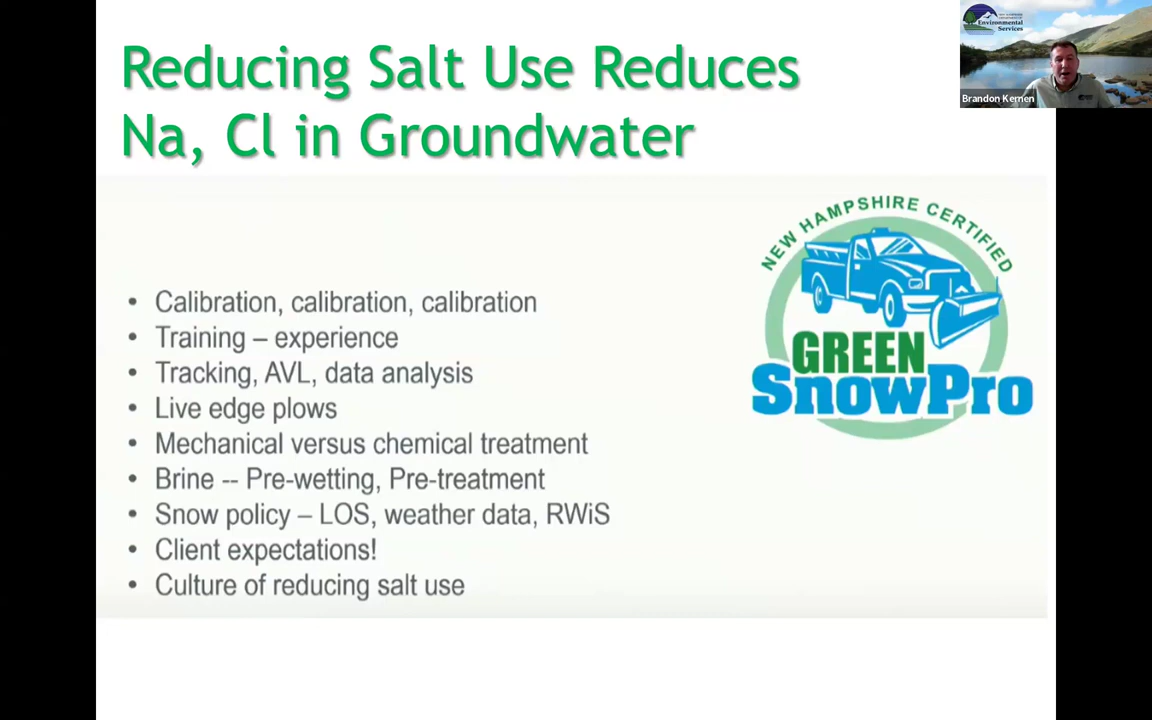 Reducing Salt Use Reduces
Na, Cl in Groundwater
Environmental
Services
Brandon Kernen
NEW HAMPSHIRE CERTIFIED
GREEN
SnowPro
• Calibration, calibration, calibration
• Training – experience
• Tracking, AVL, data analysis
• Live edge plows
• Mechanical versus chemical treatment
• Brine -- Pre-wetting, Pre-treatment
• Snow policy – LOS, weather data, RWiS
• Client expectations!
• Culture of reducing salt use